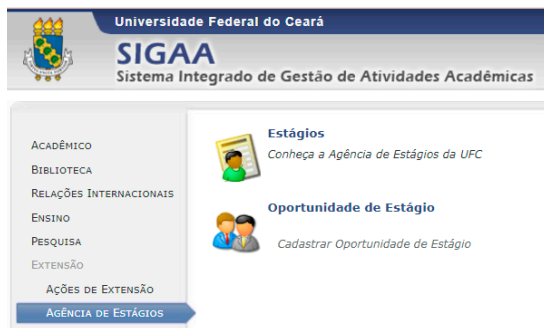 Universidade Federal do Ceará
SIGAA
Sistema Integrado de Gestão de Atividades Acadêmicas
Acadêmico
Biblioteca
Relações Internacionais
Ensino
Pesquisa
Extensão
Ações de Extensão
Agência de Estágios
Estágios
Conheça a Agência de Estágios da UFC
Oportunidade de Estágio
Cadastrar Oportunidade de Estágio